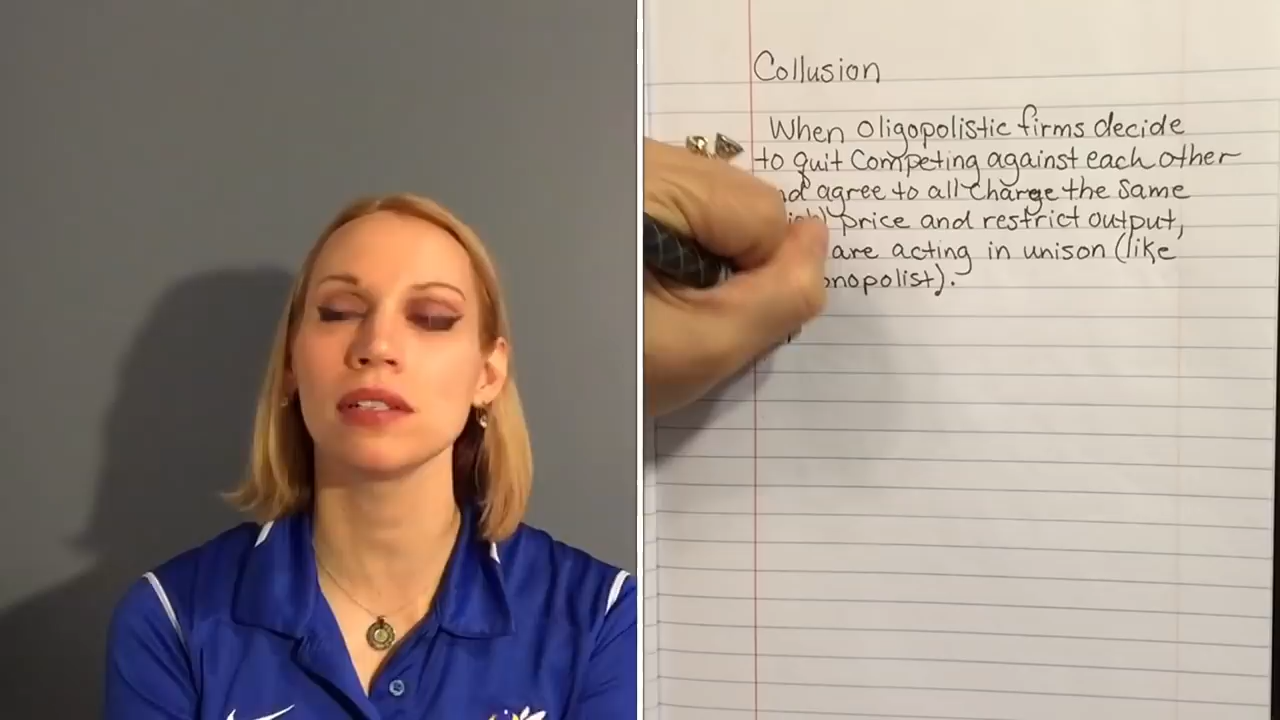 Collusion
When oligopolistic firms decide
to quit competing against each other
agree to all charge the same
price and restrict output,
are acting in unison (like